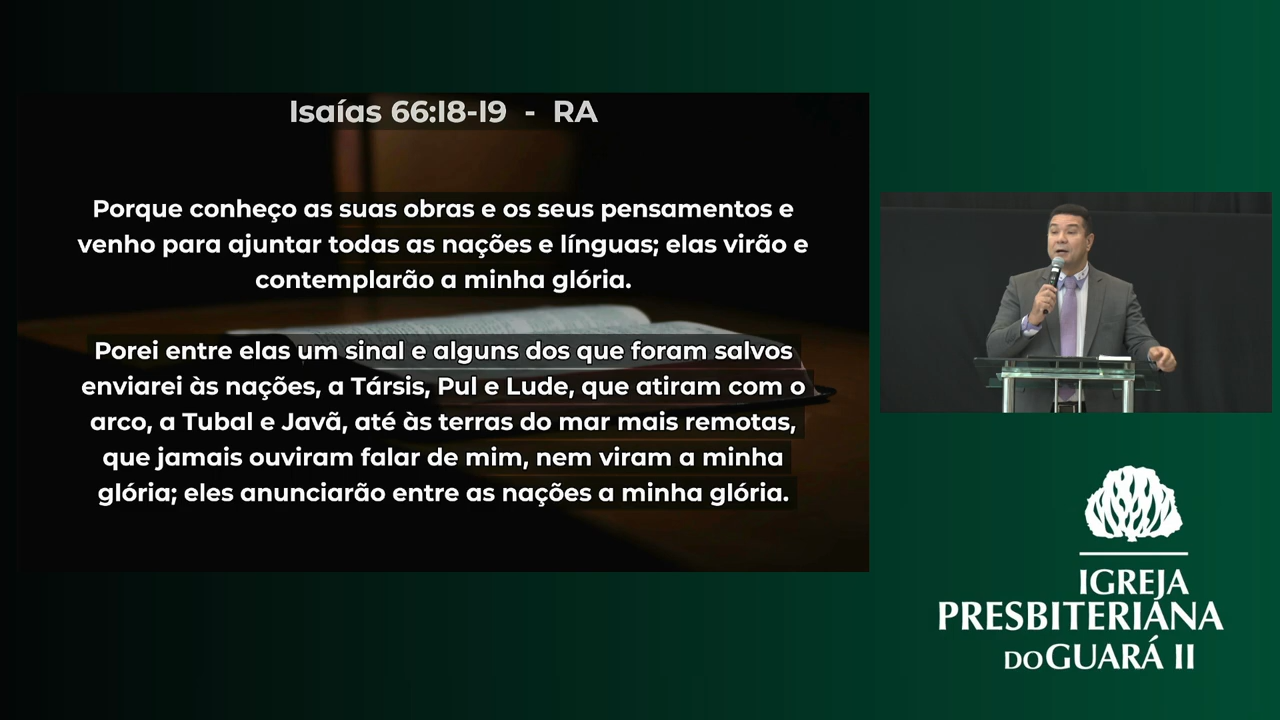 Isaías 66:18-19 - RA
Porque conheço as suas obras e os seus pensamentos e
venho para ajuntar todas as nações e línguas; elas virão e
contemplarão a minha glória.
Porei entre elas um sinal e alguns dos que foram salvos
enviarei às nações, a Társis, Pul e Lude, que atiram com o
arco, a Tubal e Javã, até às terras do mar mais remotas,
que jamais ouviram falar de mim, nem viram a minha
glória; eles anunciarão entre as nações a minha glória.
IGREJA
PRESBITERIANA
DO GUARÁ II